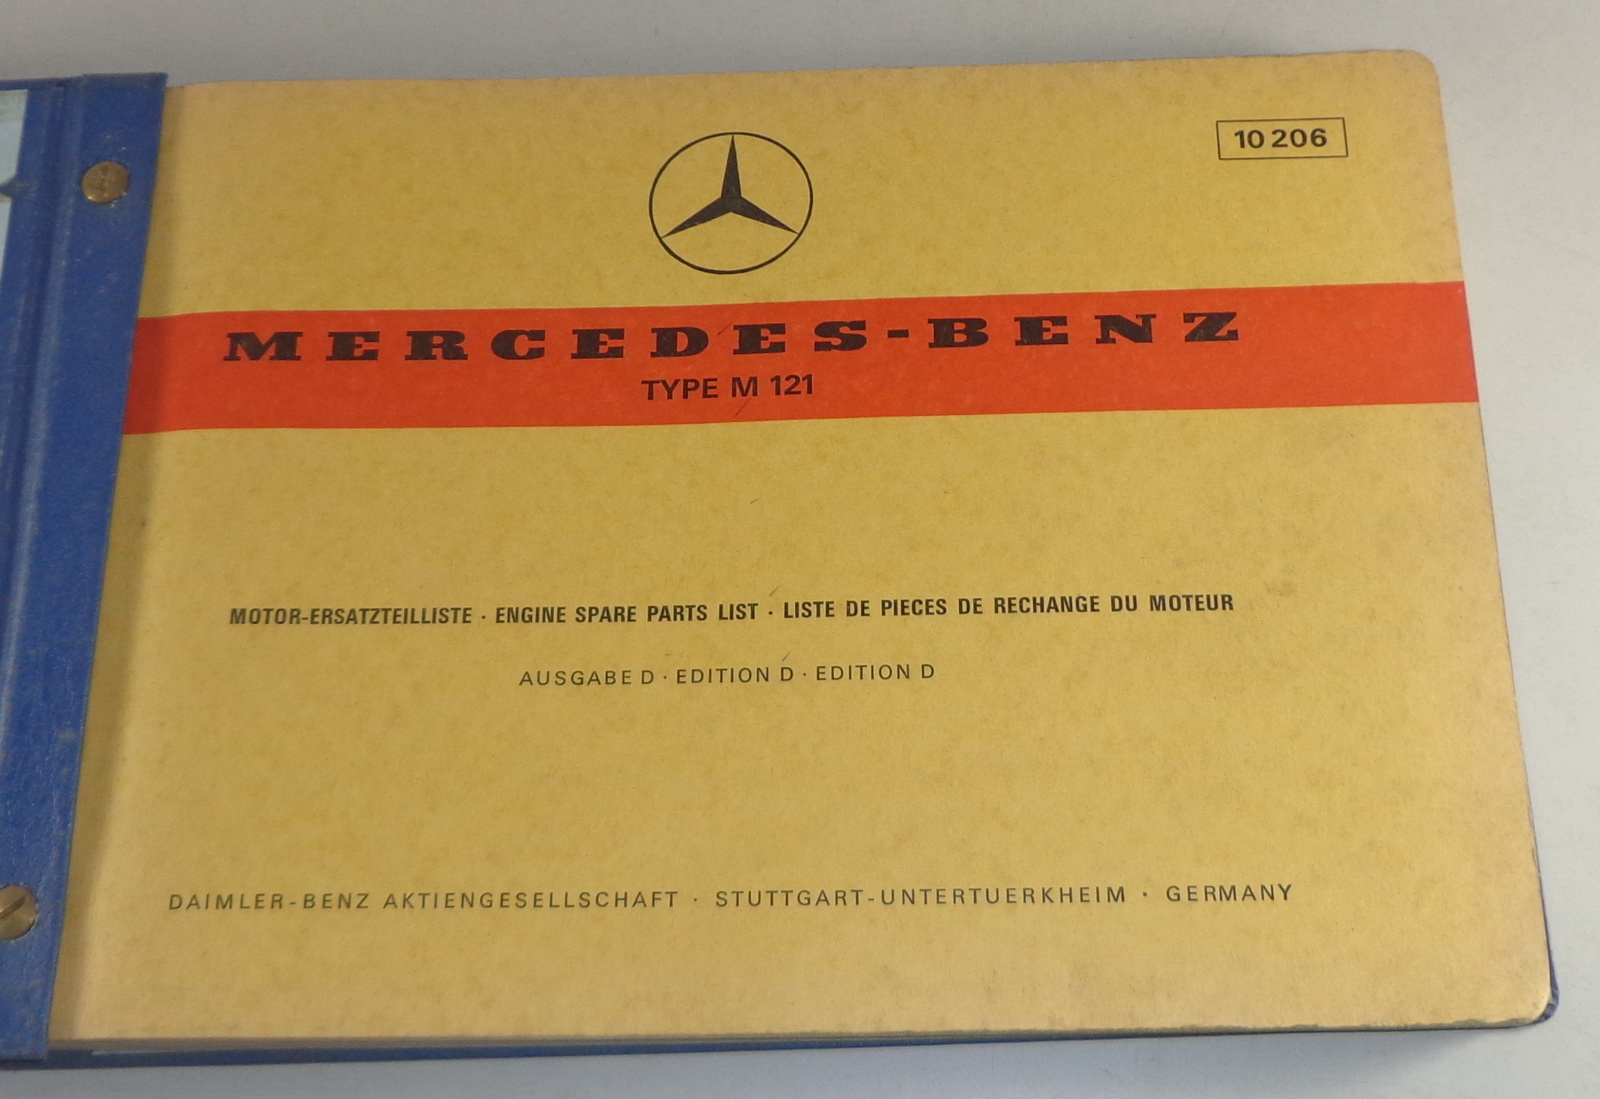 10 206
MERCEDES-BENZ
TYPE M 121
MOTOR-ERSATZTEILLISTE · ENGINE SPARE PARTS LIST · LISTE DE PIECES DE RECHANGE DU MOTEUR
AUSGABE D · EDITION D · EDITION D
DAIMLER-BENZ AKTIENGESELLSCHAFT · STUTTGART-UNTERTUERKHEIM · GERMANY